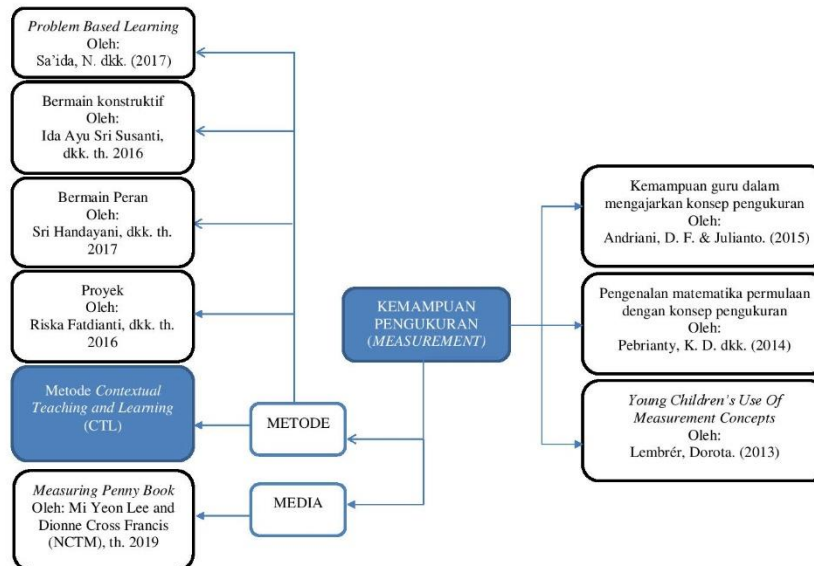 Problem Based Learning
Oleh:
Sa'ida, N. dkk. (2017)
Bermain konstruktif
Oleh:
Ida Ayu Sri Susanti,
dkk. th. 2016
Bermain Peran
Oleh:
Sri Handayani, dkk. th.
2017
Proyek
Oleh:
Riska Fatdianti, dkk. th.
2016
Metode Contextual
Teaching and Learning
(CTL)
Measuring Penny Book
Oleh: Mi Yeon Lee and
Dionne Cross Francis
(NCTM), th. 2019
METODE
MEDIA
KEMAMPUAN
PENGUKURAN
(MEASUREMENT)
Kemampuan guru dalam
mengajarkan konsep pengukuran
Oleh:
Andriani, D. F. & Julianto. (2015)
Pengenalan matematika permulaan
dengan konsep pengukuran
Oleh:
Pebrianty, K. D. dkk. (2014)
Young Children's Use Of
Measurement Concepts
Oleh:
Lembrér, Dorota. (2013)